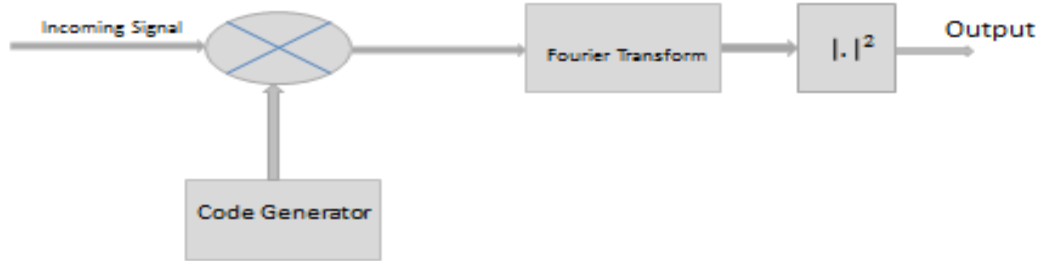 Incoming Signal
Fourier Transform
|.|²
Output
Code Generator